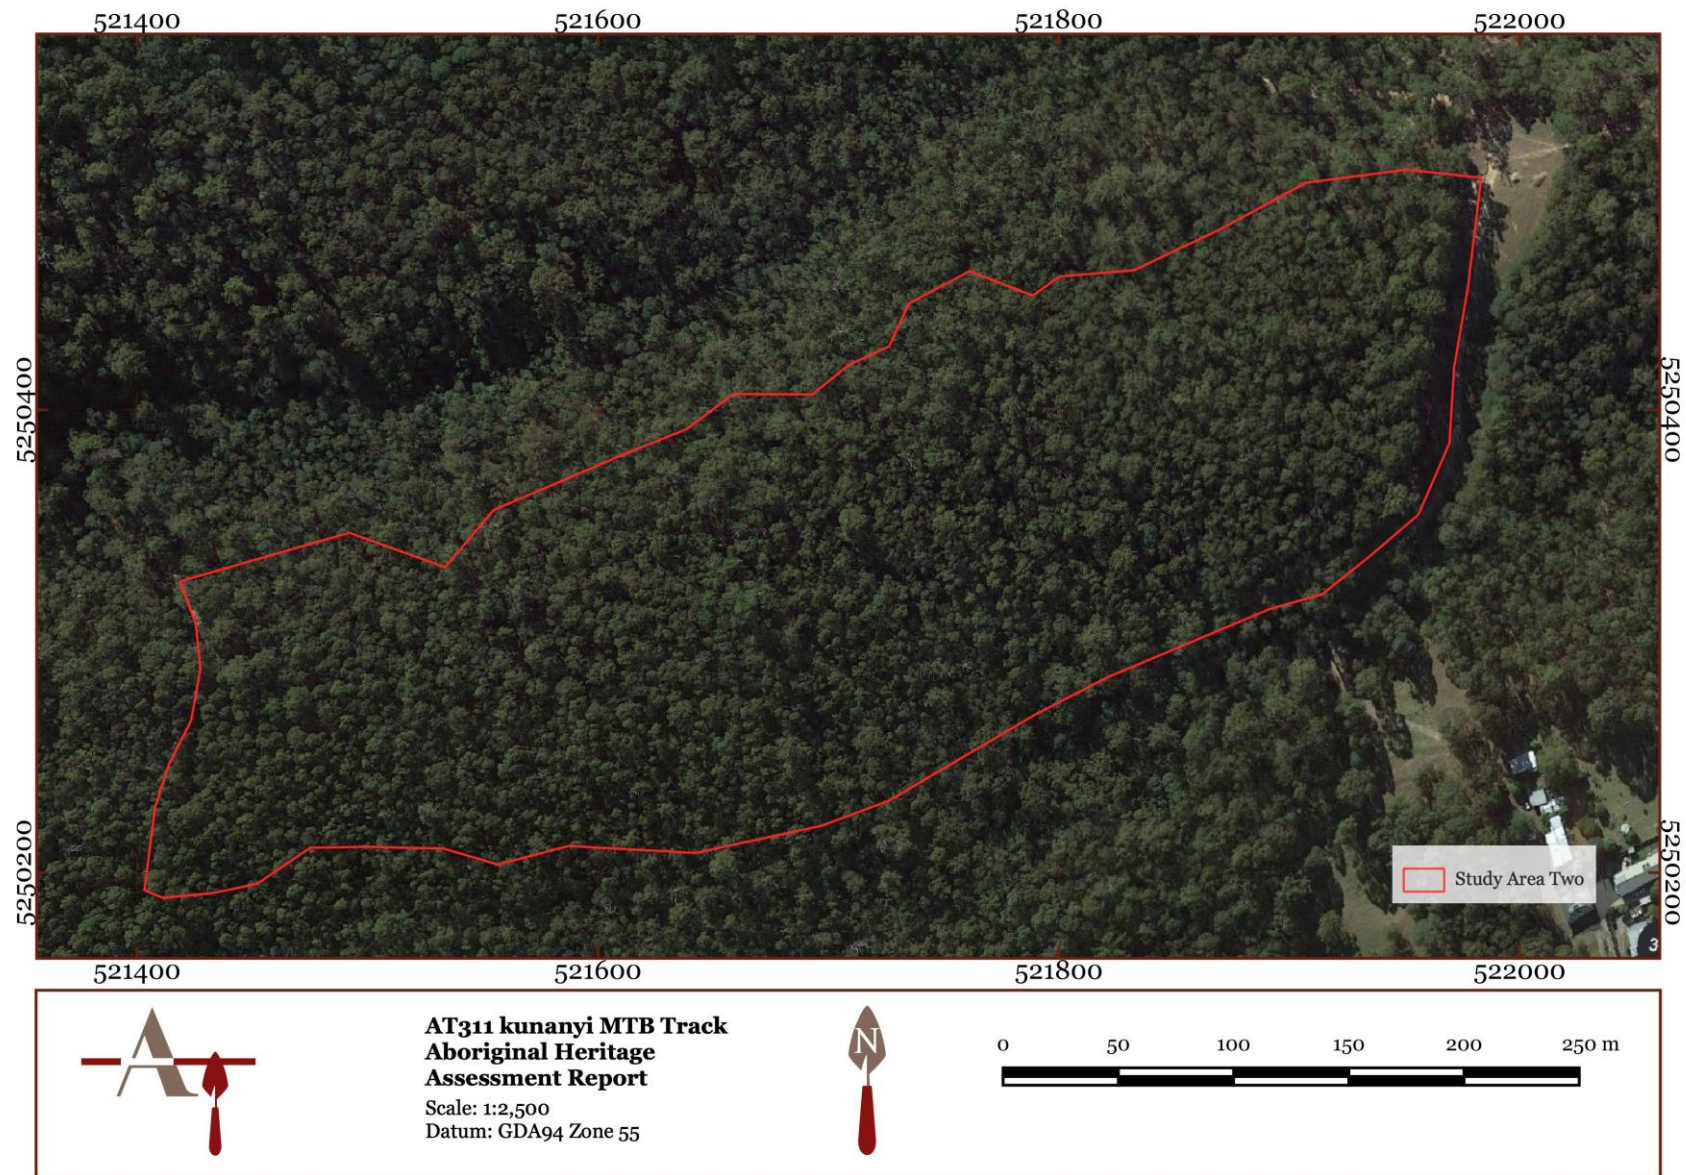 521400 521600 521800 522000
5250400 5250400
5250200 5250200
Study Area Two
3
521400 521600 521800 522000
A
AT311 kunanyi MTB Track
Aboriginal Heritage
Assessment Report
Scale: 1:2,500
Datum: GDA94 Zone 55
N
0 50 100 150 200 250 m